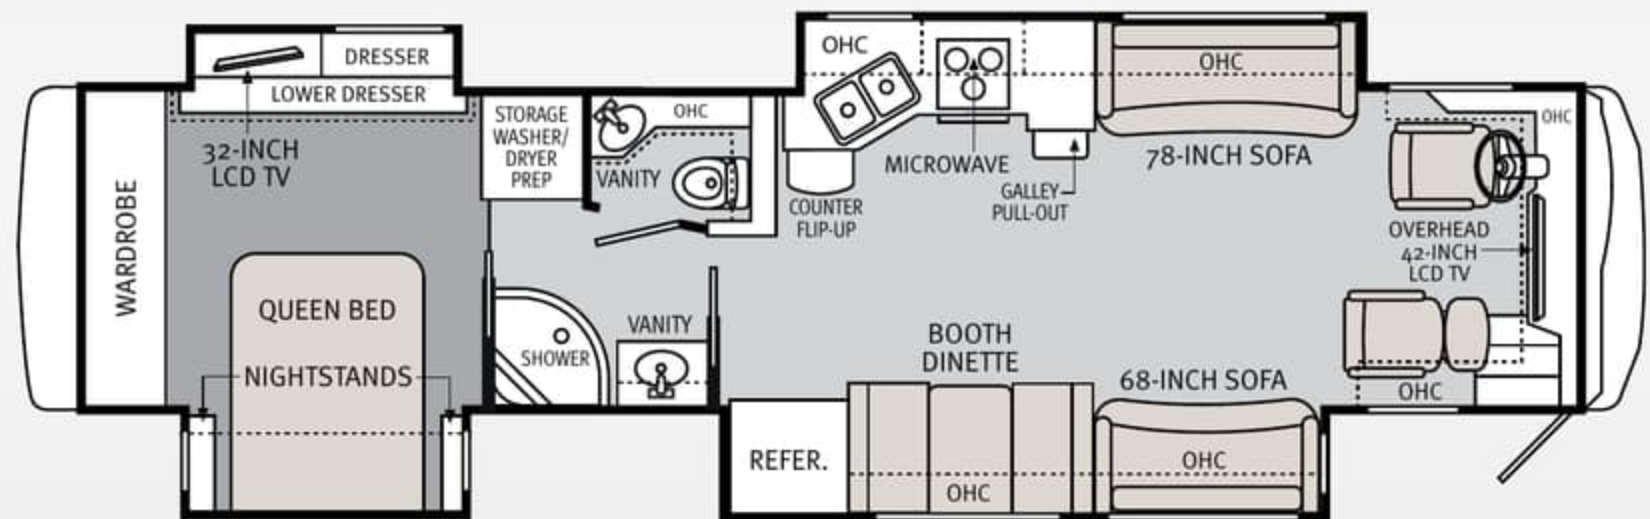 WARDROBE
DRESSER
LOWER DRESSER
32-INCH
LCD TV
QUEEN BED
NIGHTSTANDS
STORAGE
WASHER/
DRYER
PREP
OHC
VANITY
SHOWER
VANITY
OHC
COUNTER
FLIP-UP
MICROWAVE
GALLEY
PULL-OUT
OHC
78-INCH SOFA
BOOTH
DINETTE
REFER.
OHC
68-INCH SOFA
OHC
OHC
OVERHEAD
42-INCH
LCD TV
OHC